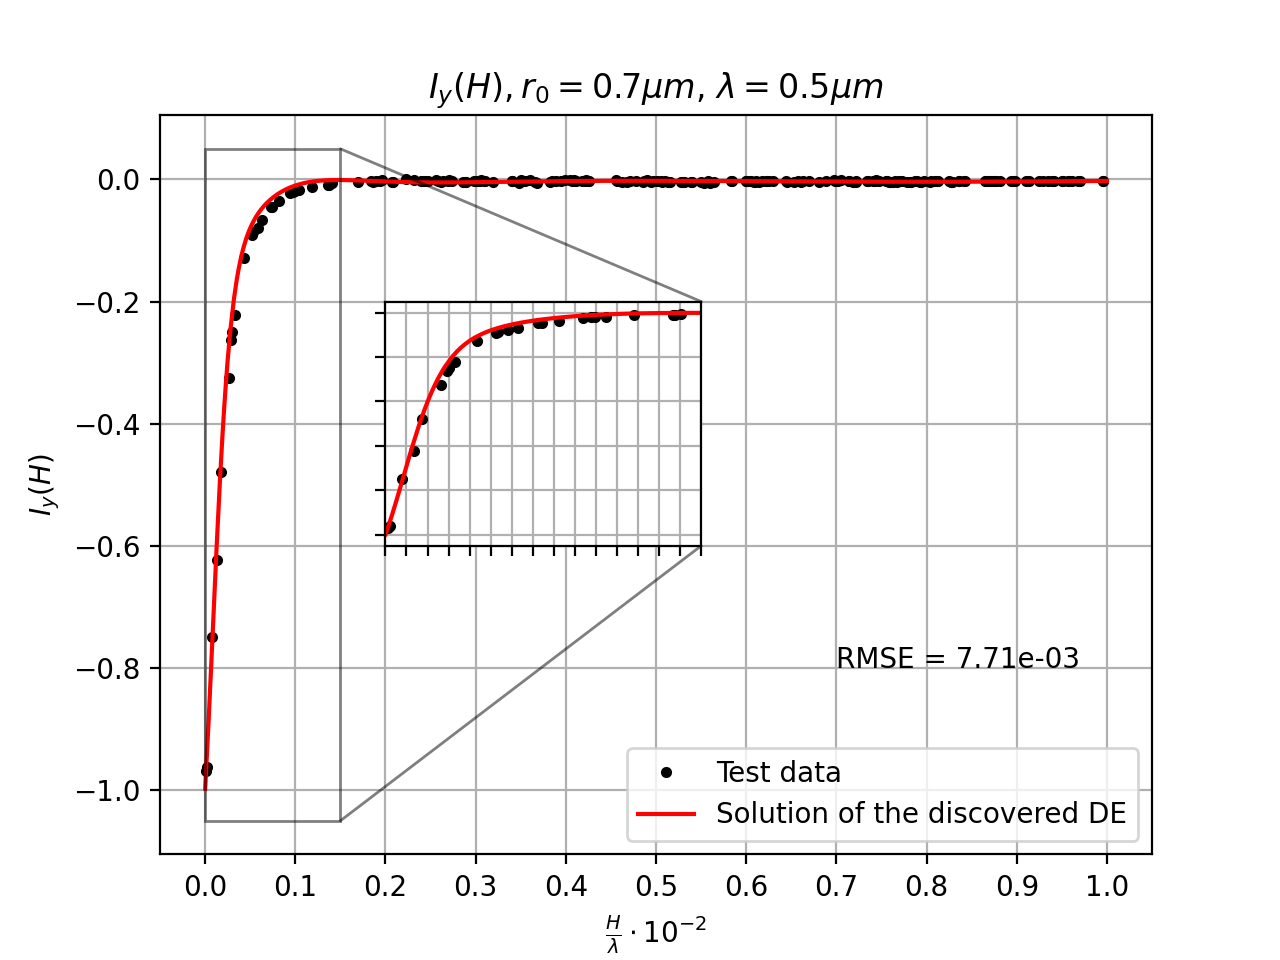 I_y(H), r_0 = 0.7μm, λ = 0.5μm
I_y(H)
0.0
−0.2
−0.4
−0.6
−0.8
−1.0
RMSE = 7.71e-03
Test data
Solution of the discovered DE
0.0 0.1 0.2 0.3 0.4 0.5 0.6 0.7 0.8 0.9 1.0
H/λ · 10^−2